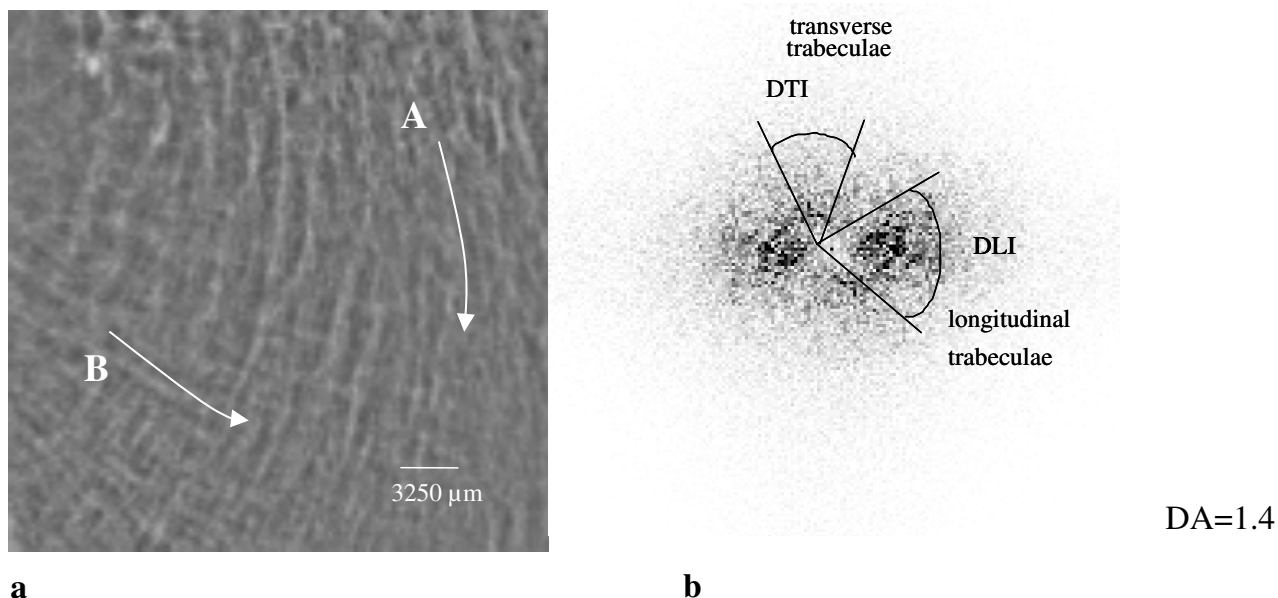 A
B
3250 µm
a
transverse
trabeculae
DTI
DLI
longitudinal
trabeculae
DA=1.4
b